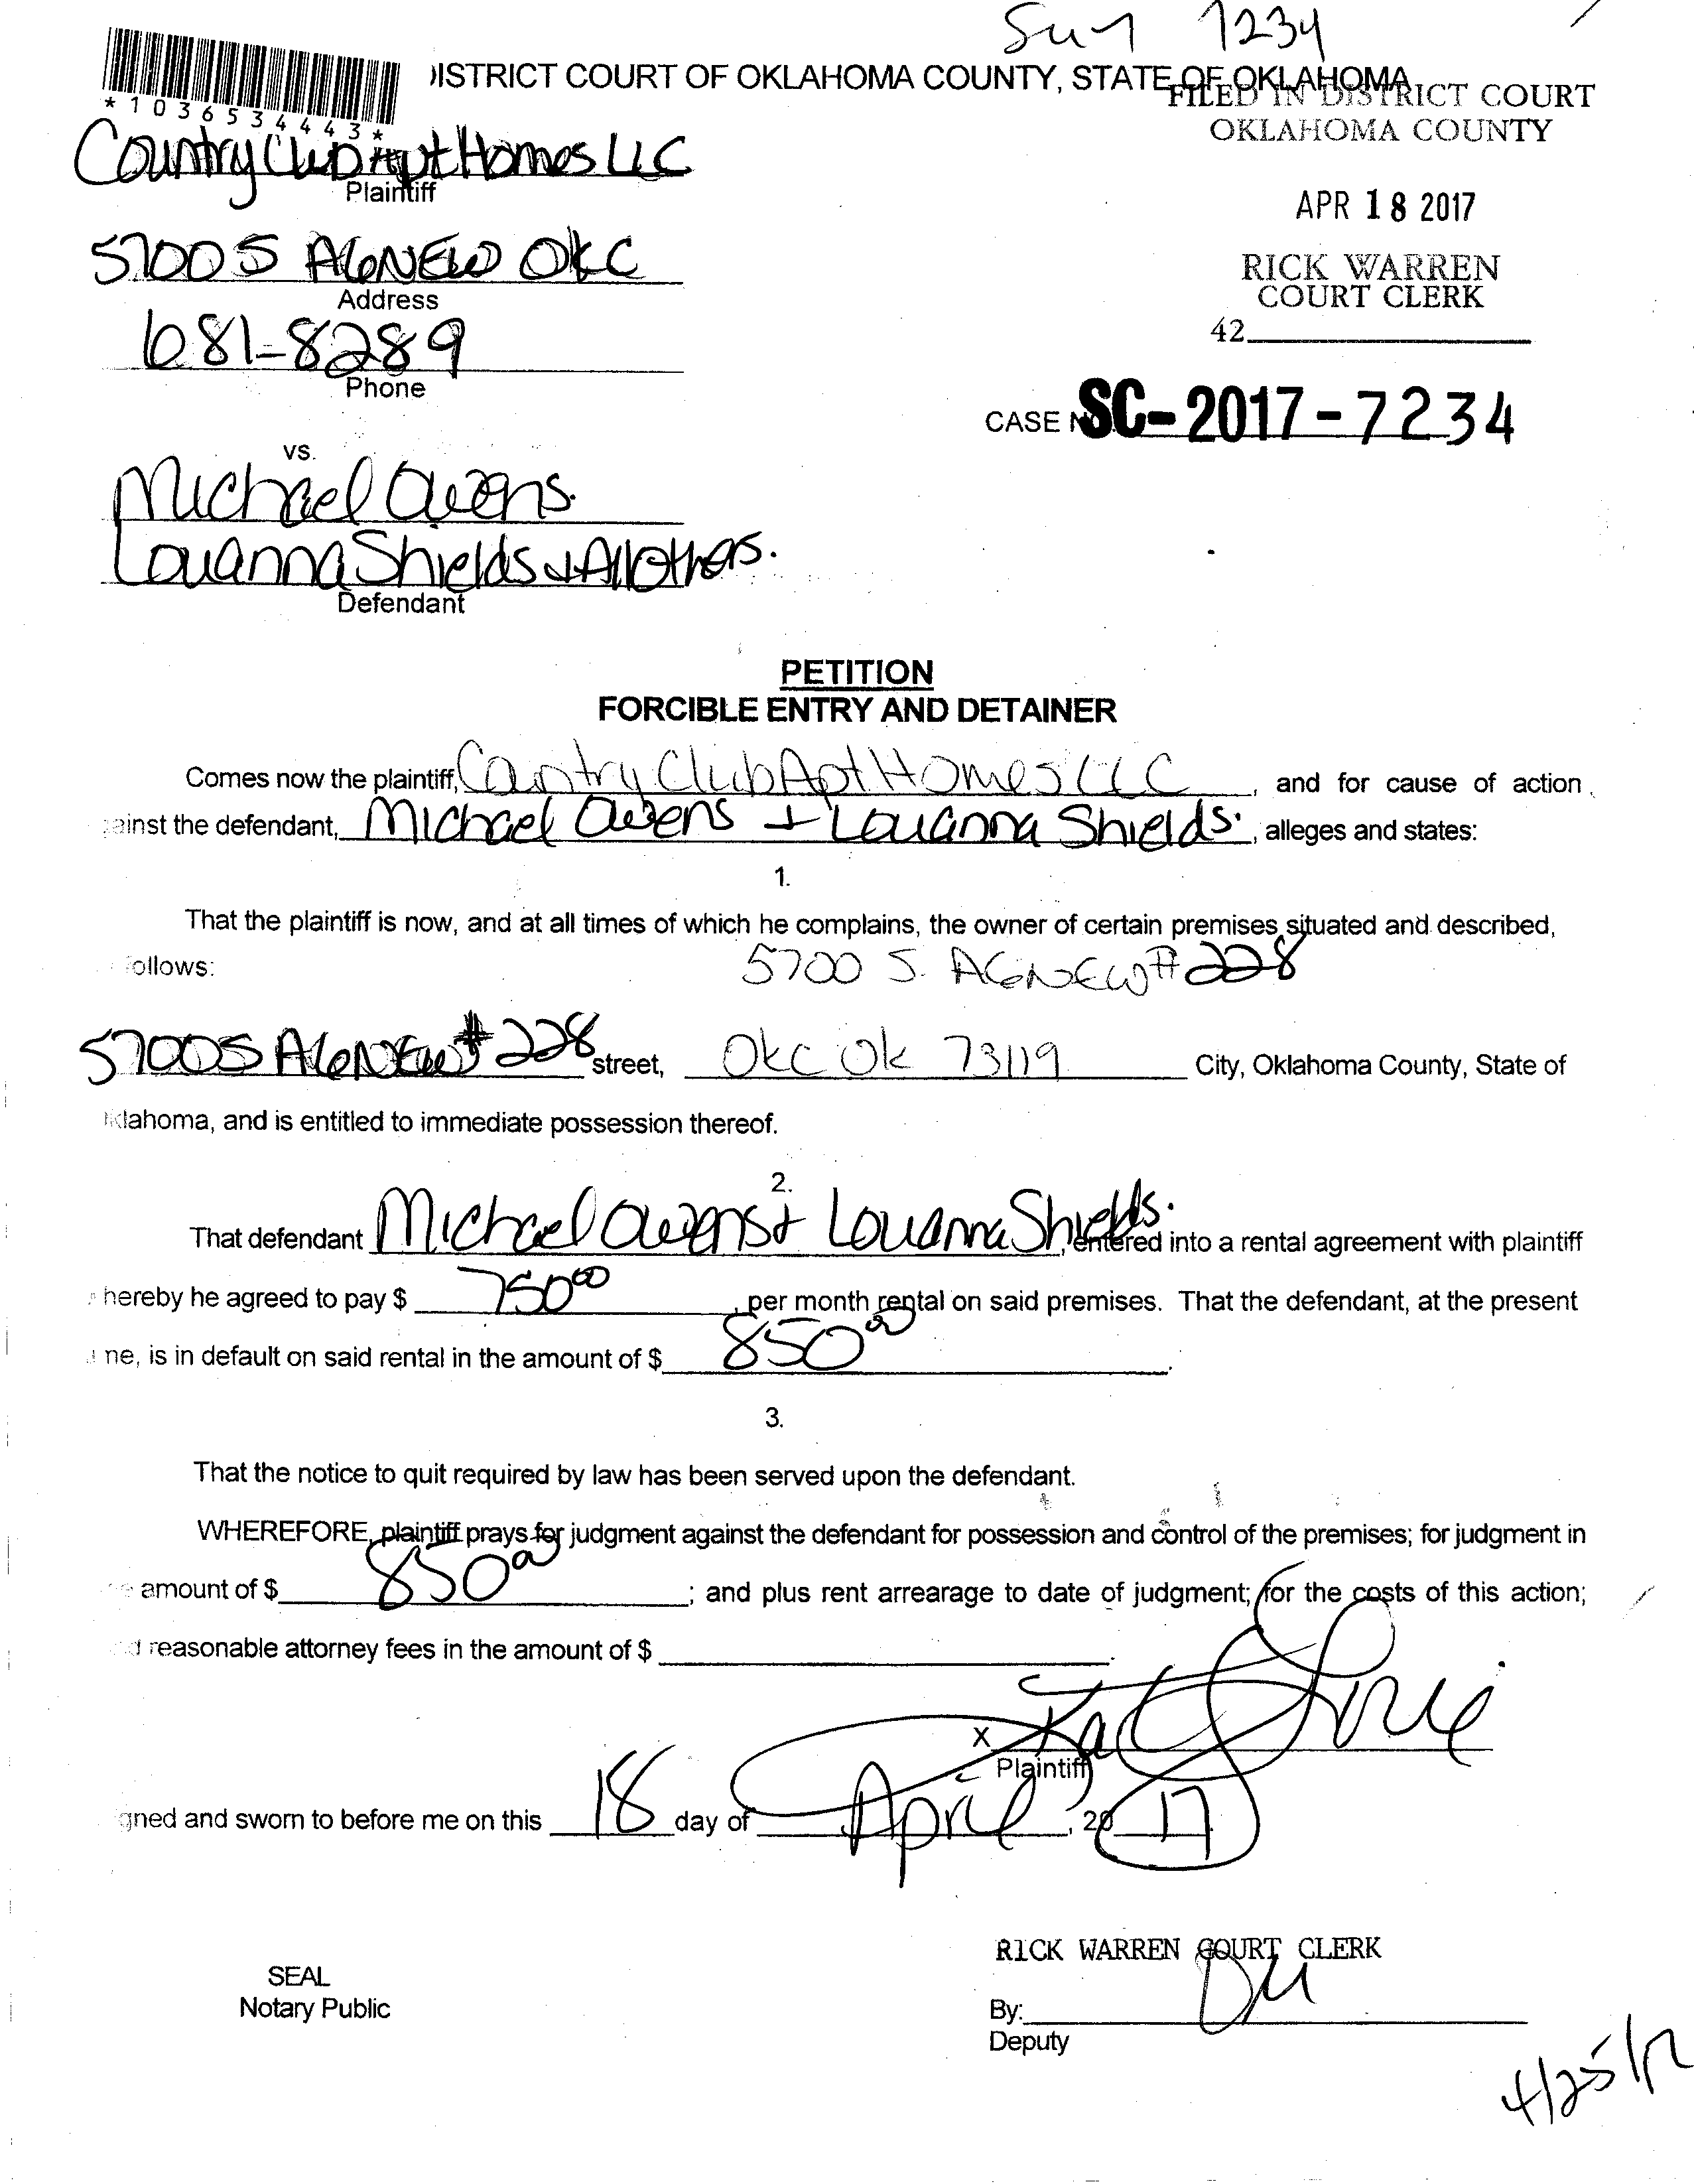 7234
DISTRICT COURT OF OKLAHOMA COUNTY, STATE OF OKLAHOMA
*1036534443*
FILED IN DISTRICT COURT
OKLAHOMA COUNTY
Country Club Apt Homes LLC
Plaintiff
APR 18 2017
5700 S AGNEW OKC
Address
RICK WARREN
COURT CLERK
681-8289
Phone
42
CASE NO. SC-2017-7234
vs.
Michael Owens
Louanna Shields & All others.
Defendant
PETITION
FORCIBLE ENTRY AND DETAINER
Comes now the plaintiff, Country Club Apt Homes LLC, and for cause of action
ainst the defendant, Michael Owens + Louanna Shields, alleges and states:
1.
That the plaintiff is now, and at all times of which he complains, the owner of certain premises situated and described,
ollows:
5700 S. AGNEW # 228
5700 S AGNEW # 228 street, OKC OK 73119 City, Oklahoma County, State of
klahoma, and is entitled to immediate possession thereof.
2.
That defendant Michael Owens + Louanna Shields, entered into a rental agreement with plaintiff
hereby he agreed to pay $ 750 00, per month rental on said premises. That the defendant, at the present
me, is in default on said rental in the amount of $ 850 00.
3.
That the notice to quit required by law has been served upon the defendant.
WHEREFORE, plaintiff prays for judgment against the defendant for possession and control of the premises; for judgment in
amount of $ 850 00; and plus rent arrearage to date of judgment; for the costs of this action;
d reasonable attorney fees in the amount of $
X
Plaintiff
gned and sworn to before me on this 18 day of April, 2017
RICK WARREN COURT CLERK
SEAL
Notary Public
By:
Deputy
4/25/17